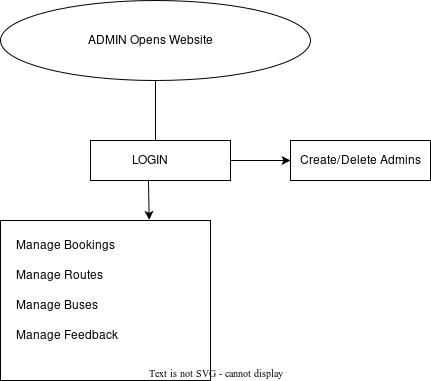 ADMIN Opens Website
LOGIN
Create/Delete Admins
Manage Bookings
Manage Routes
Manage Buses
Manage Feedback
Text is not SVG - cannot display